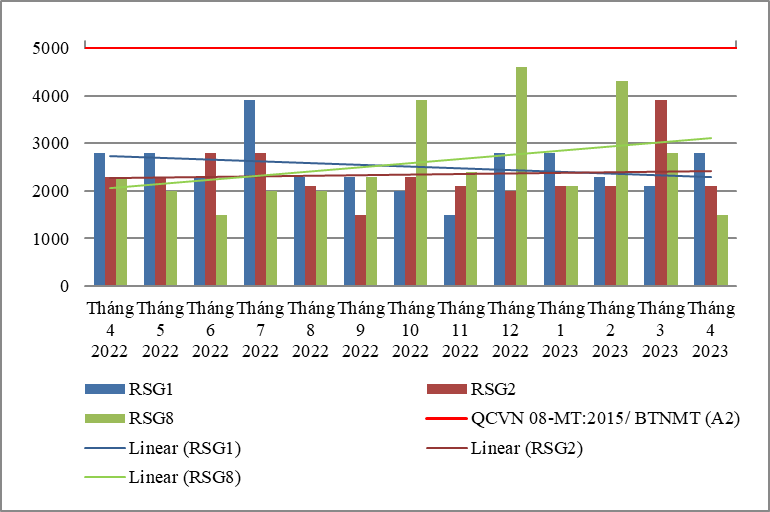 5000
4000
3000
2000
1000
0
Tháng 4 2022
Tháng 5 2022
Tháng 6 2022
Tháng 7 2022
Tháng 8 2022
Tháng 9 2022
Tháng 10 2022
Tháng 11 2022
Tháng 12 2022
Tháng 1 2023
Tháng 2 2023
Tháng 3 2023
Tháng 4 2023
RSG1
RSG2
RSG8
QCVN 08-MT:2015/ BTNMT (A2)
Linear (RSG1)
Linear (RSG2)
Linear (RSG8)